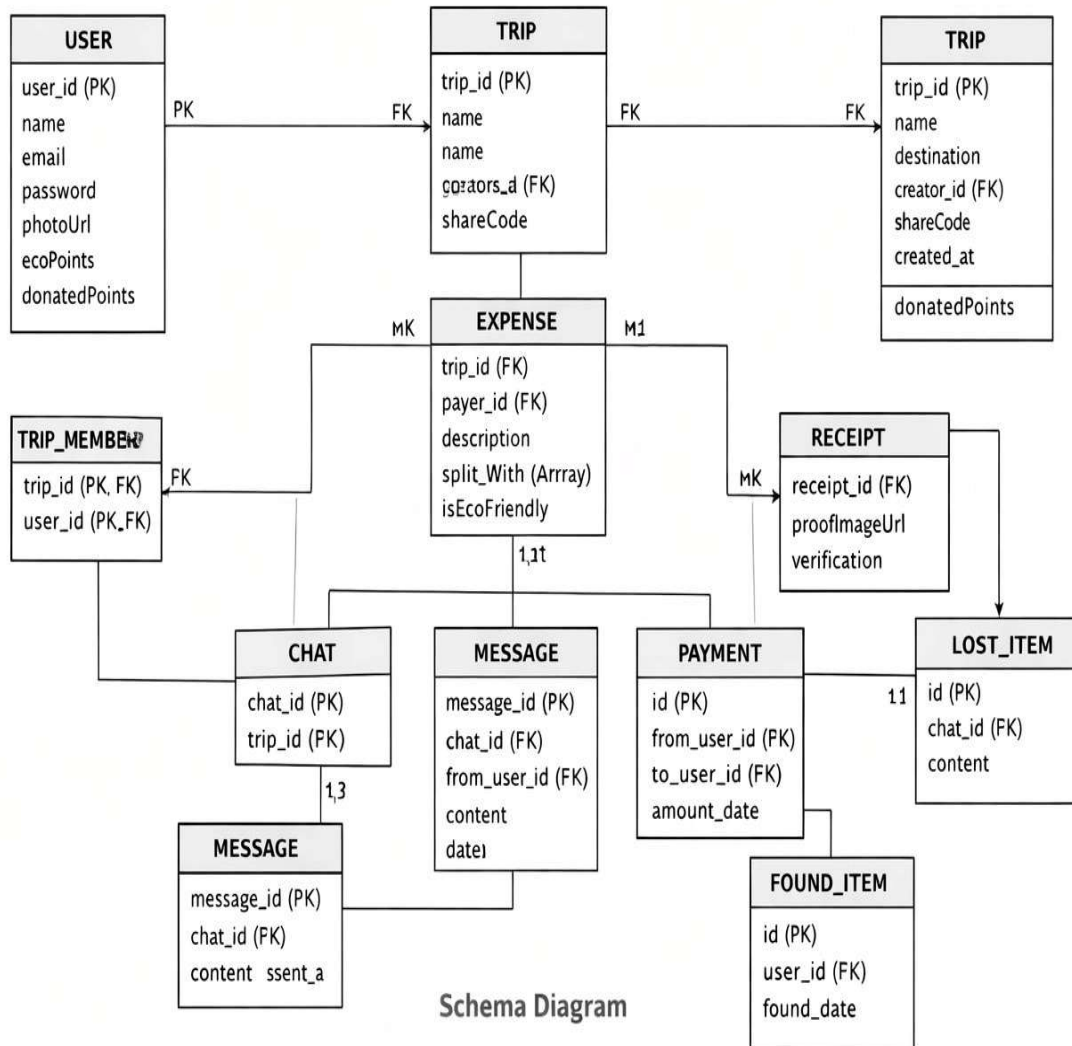 USER
user_id (PK)
name
email
password
photoUrl
ecoPoints
donatedPoints
PK
FK
TRIP
trip_id (PK)
name
name
(FK)
shareCode
FK
FK
TRIP
trip_id (PK)
name
destination
creator_id (FK)
shareCode
created_at
donatedPoints
MK
EXPENSE
trip_id (FK)
payer_id (FK)
description
split_With (Arrray)
isEcoFriendly
M1
TRIP_MEMBER
trip_id (PK, FK)
user_id (PK_FK)
FK
MK
RECEIPT
receipt_id (FK)
proofImageUrl
verification
CHAT
chat_id (PK)
trip_id (PK)
1,3
MESSAGE
message_id (PK)
chat_id (FK)
from_user_id (FK)
content
PAYMENT
id (PK)
from_user_id (PK)
to_user_id (FK)
amount_date
11
LOST_ITEM
id (PK)
chat_id (FK)
content
MESSAGE
message_id (PK)
chat_id (FK)
content ssent_a
FOUND_ITEM
id (PK)
user_id (FK)
found_date
Schema Diagram